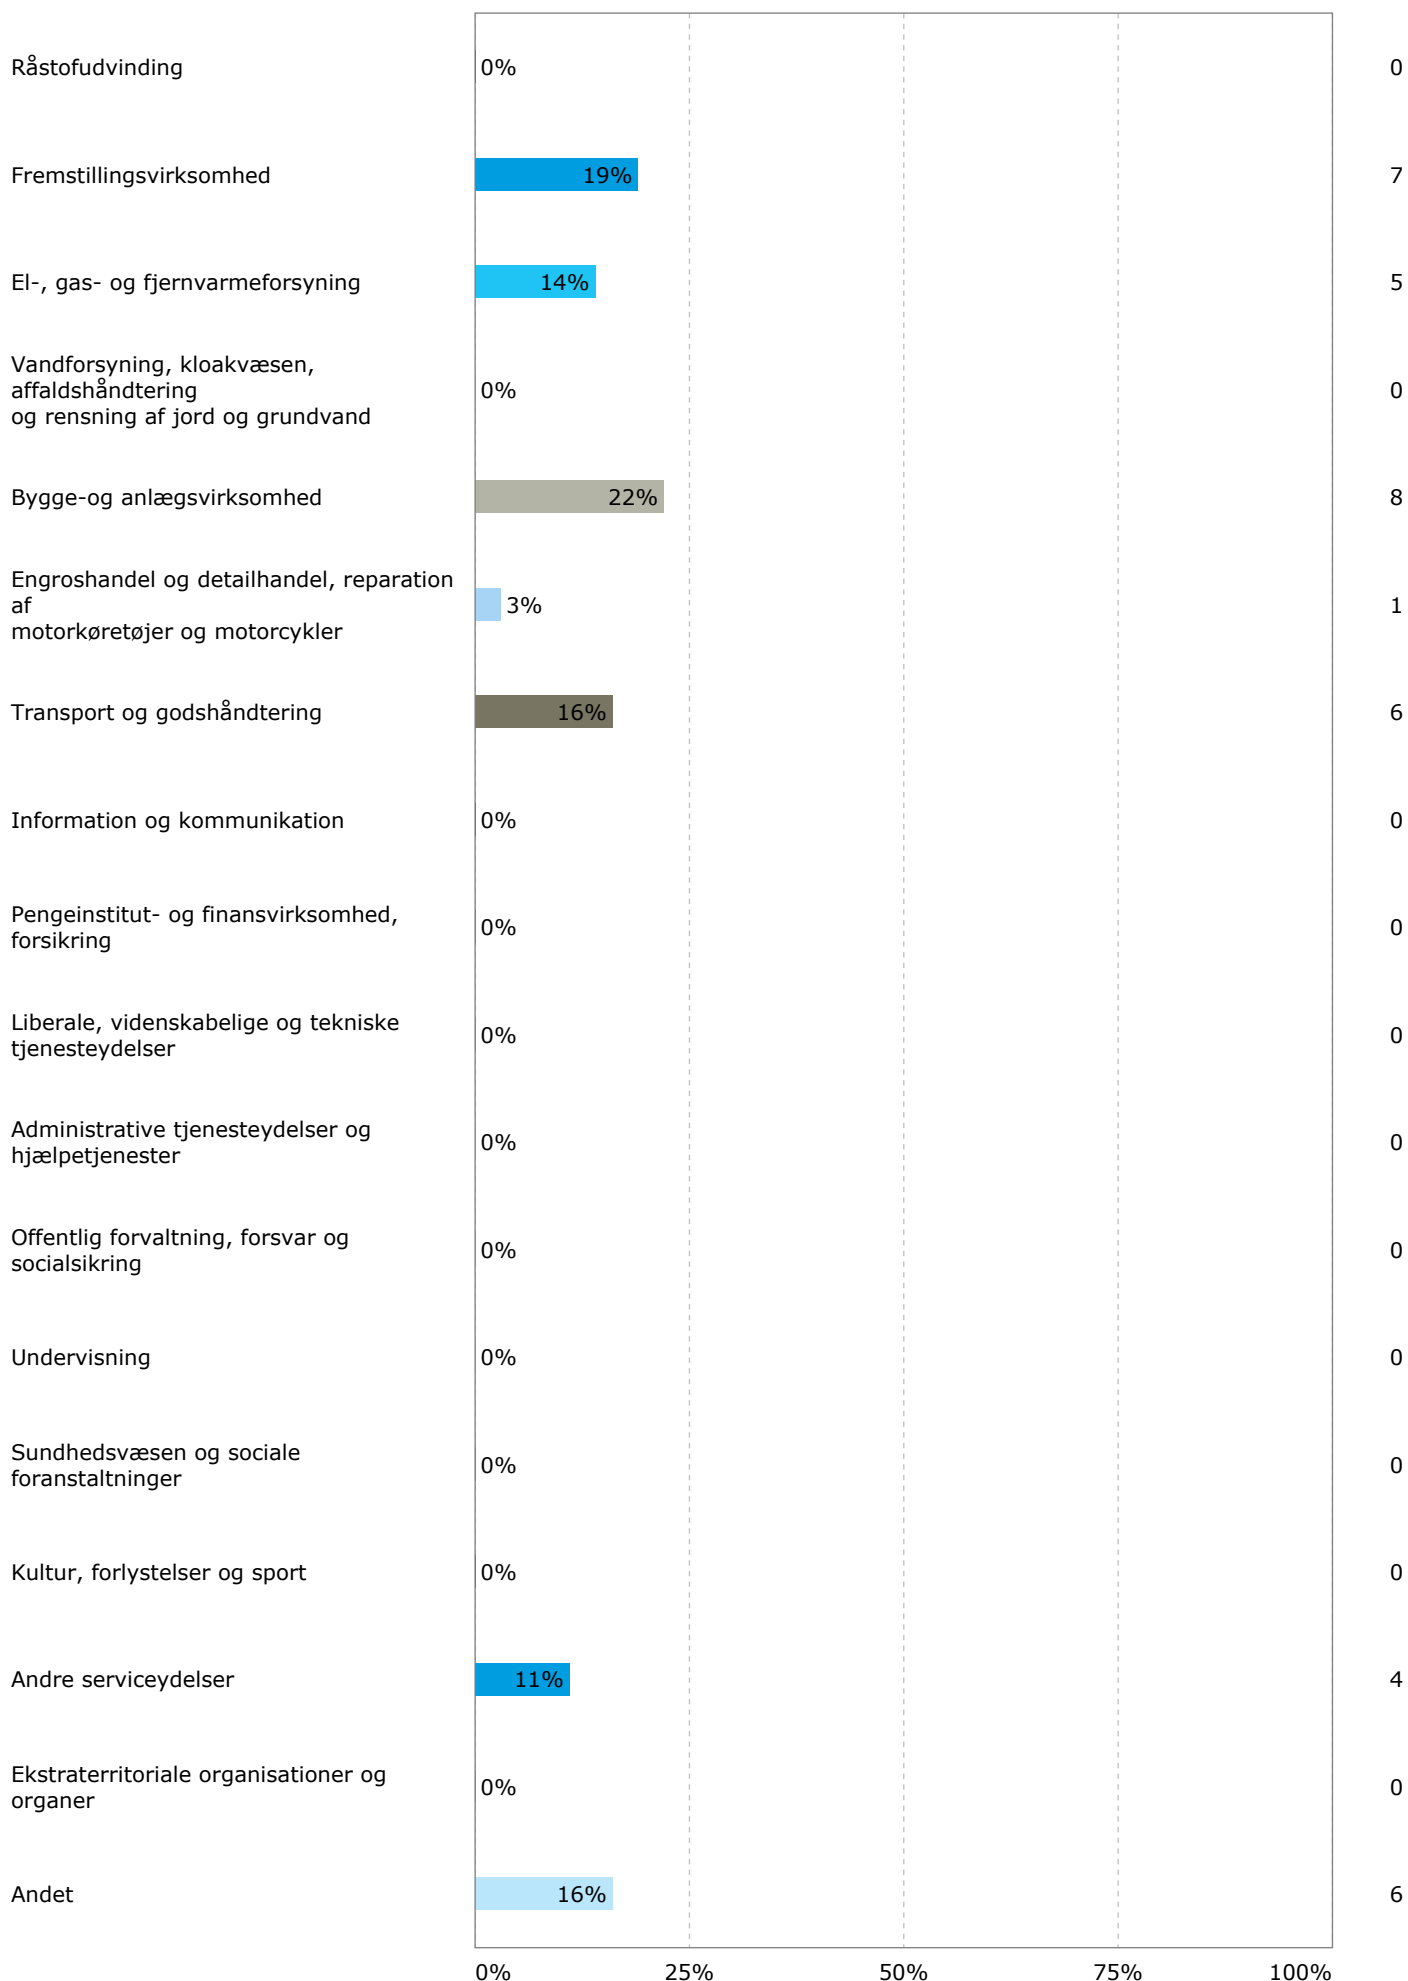 Råstofudvinding
0%
0
Fremstillingsvirksomhed
19%
7
El-, gas- og fjernvarmeforsyning
14%
5
Vandforsyning, kloakvæsen,
affaldshåndtering
og rensning af jord og grundvand
0%
0
Bygge-og anlægsvirksomhed
22%
8
Engroshandel og detailhandel, reparation
af
motorkøretøjer og motorcykler
3%
1
Transport og godshåndtering
16%
6
Information og kommunikation
0%
0
Pengeinstitut- og finansvirksomhed,
forsikring
0%
0
Liberale, videnskabelige og tekniske
tjenesteydelser
0%
0
Administrative tjenesteydelser og
hjælpetjenester
0%
0
Offentlig forvaltning, forsvar og
socialsikring
0%
0
Undervisning
0%
0
Sundhedsvæsen og sociale
foranstaltninger
0%
0
Kultur, forlystelser og sport
0%
0
Andre serviceydelser
11%
4
Ekstraterritoriale organisationer og
organer
0%
0
Andet
16%
6
0% 25% 50% 75% 100%